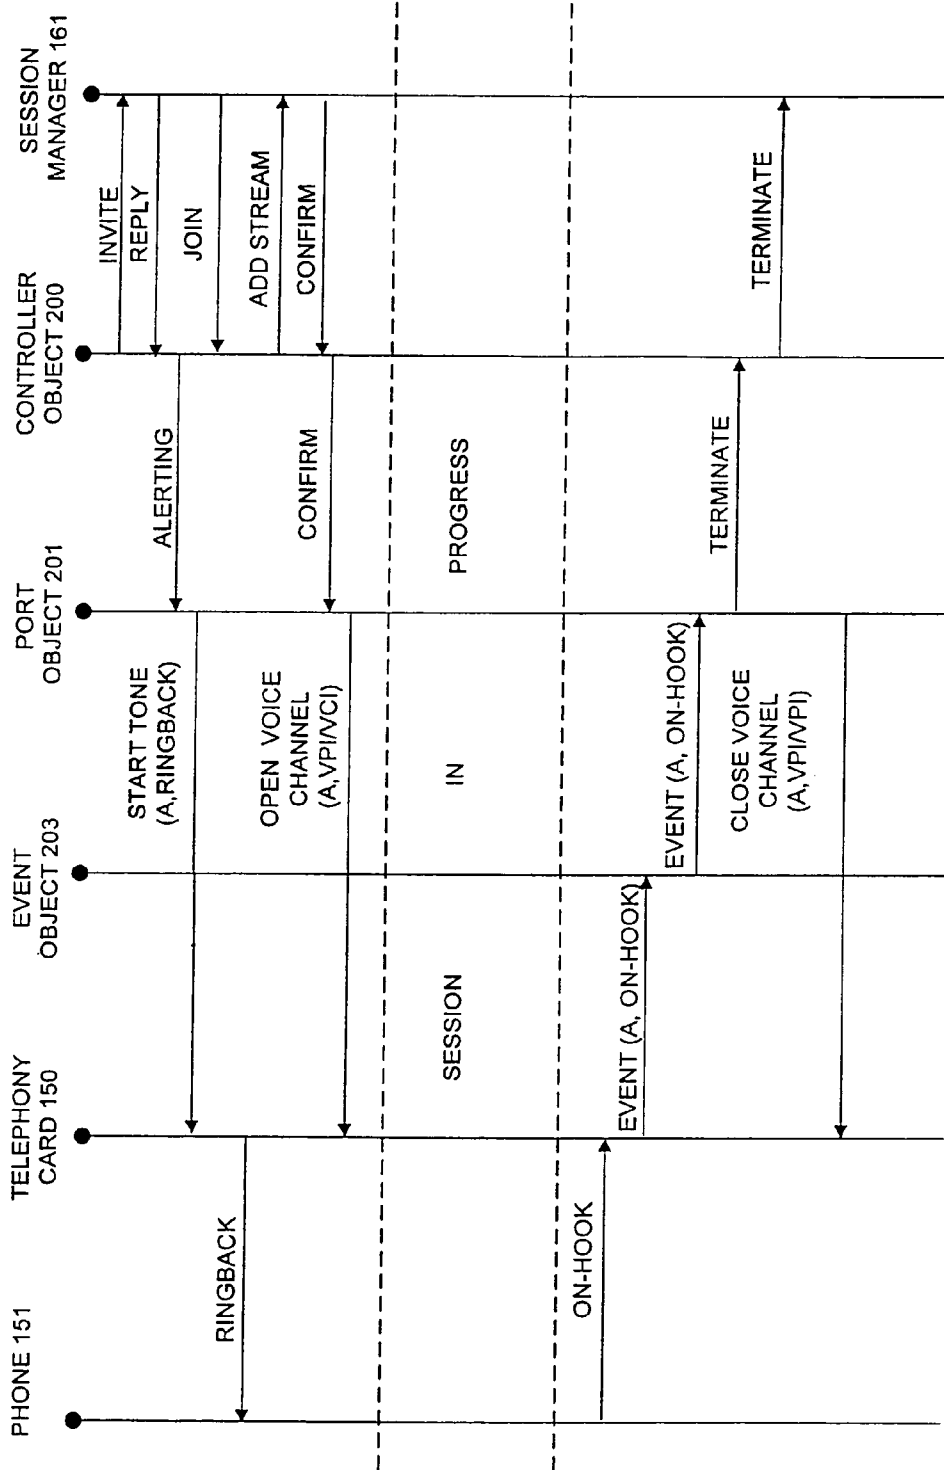 PHONE 151
TELEPHONY
CARD 150
EVENT
OBJECT 203
PORT
OBJECT 201
CONTROLLER
OBJECT 200
SESSION
MANAGER 161
INVITE
REPLY
ALERTING
START TONE
(A,RINGBACK)
JOIN
RINGBACK
ADD STREAM
CONFIRM
CONFIRM
OPEN VOICE
CHANNEL
(A,VPI/VCI)
SESSION
IN
PROGRESS
ON-HOOK
EVENT (A, ON-HOOK)
EVENT (A, ON-HOOK)
TERMINATE
TERMINATE
CLOSE VOICE
CHANNEL
(A,VPI/VPI)